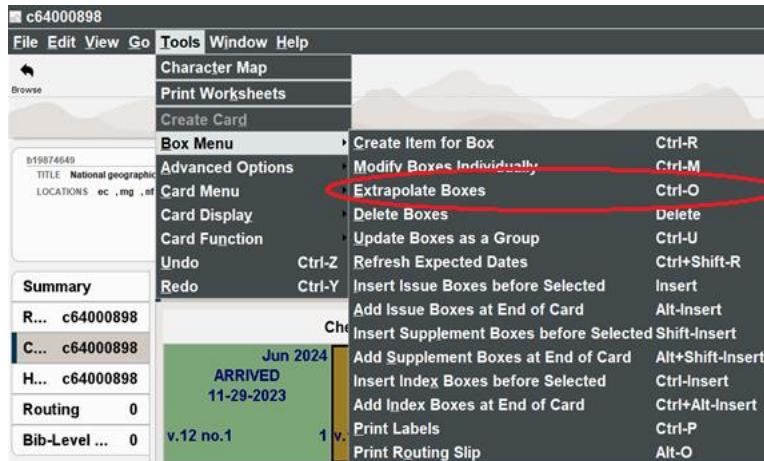 c64000898
File Edit View Go Tools Window Help
Browse
Character Map
Print Worksheets
Create Card
Box Menu
Advanced Options
Card Menu
Card Display
Card Function
Undo Ctrl-Z
Redo Ctrl-Y
Create Item for Box Ctrl-R
Modify Boxes Individually Ctrl-M
Extrapolate Boxes Ctrl-O
Delete Boxes Delete
Update Boxes as a Group Ctrl-U
Refresh Expected Dates Ctrl+Shift-R
Insert Issue Boxes before Selected Insert
Add Issue Boxes at End of Card Alt-Insert
Insert Supplement Boxes before Selected Shift-Insert
Add Supplement Boxes at End of Card Alt+Shift-Insert
Insert Index Boxes before Selected Ctrl-Insert
Add Index Boxes at End of Card Ctrl+Alt-Insert
Print Labels Ctrl-P
Print Routing Slip Alt-O
b19874649
TITLE National geographic
LOCATIONS ec ,mg ,nf
Summary
R... c64000898
C... c64000898
H... c64000898
Routing 0
Bib-Level ... 0
Che
Jun 2024
ARRIVED
11-29-2023
v.12 no.1 1 v.